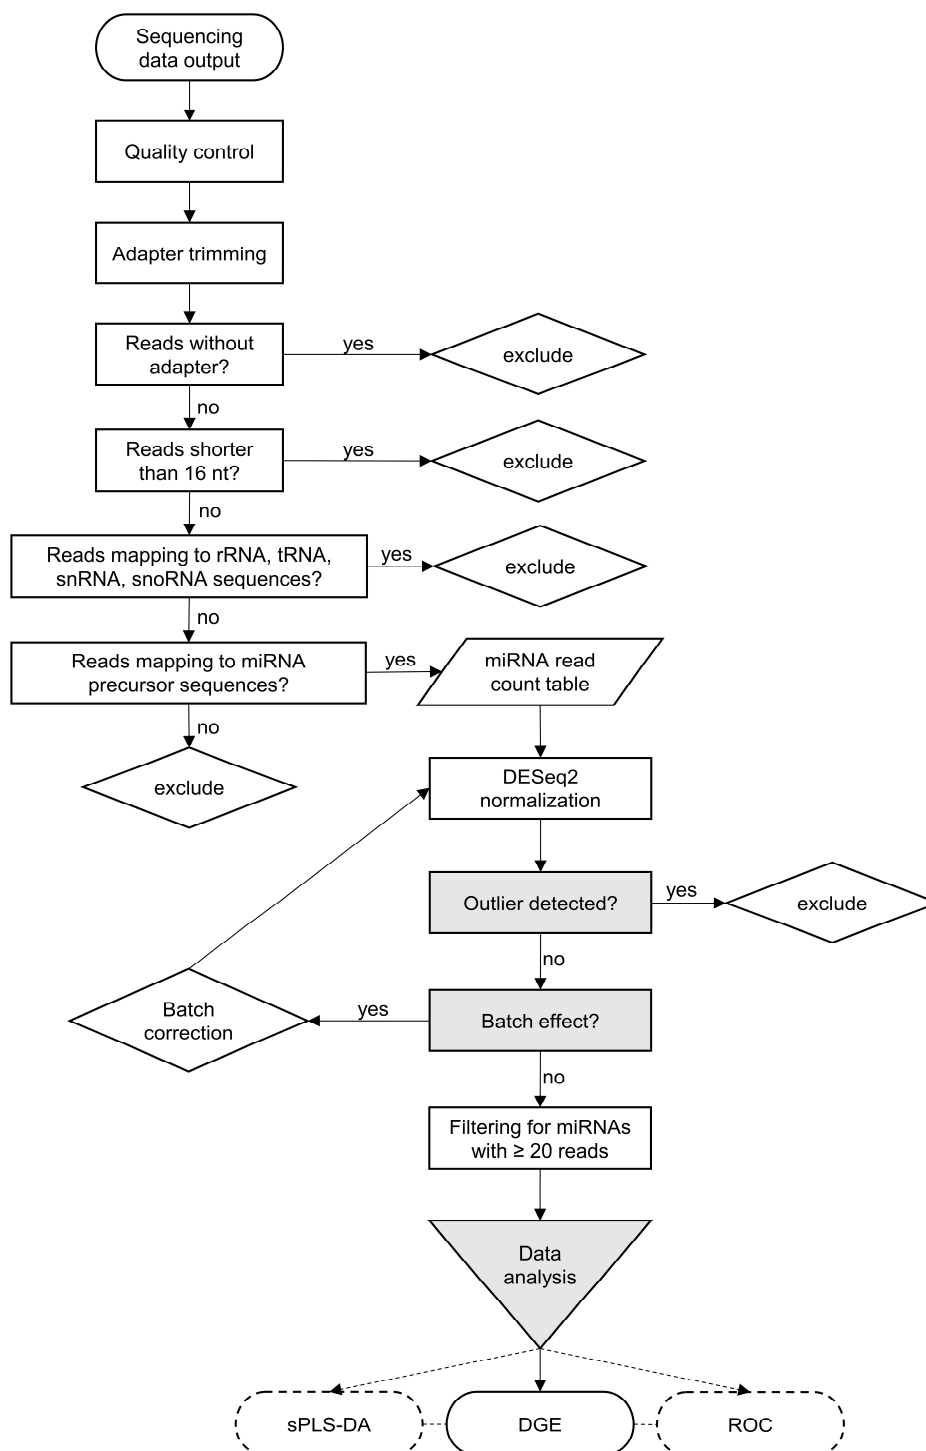 Sequencing
data output
Quality control
Adapter trimming
Reads without
adapter?
yes
exclude
no
Reads shorter
than 16 nt?
yes
exclude
no
Reads mapping to rRNA, tRNA,
snRNA, snoRNA sequences?
yes
exclude
no
Reads mapping to miRNA
precursor sequences?
yes
miRNA read
count table
no
exclude
DESeq2
normalization
Outlier detected?
yes
exclude
no
Batch effect?
yes
Batch
correction
no
Filtering for miRNAs
with ≥ 20 reads
Data
analysis
sPLS-DA
DGE
ROC